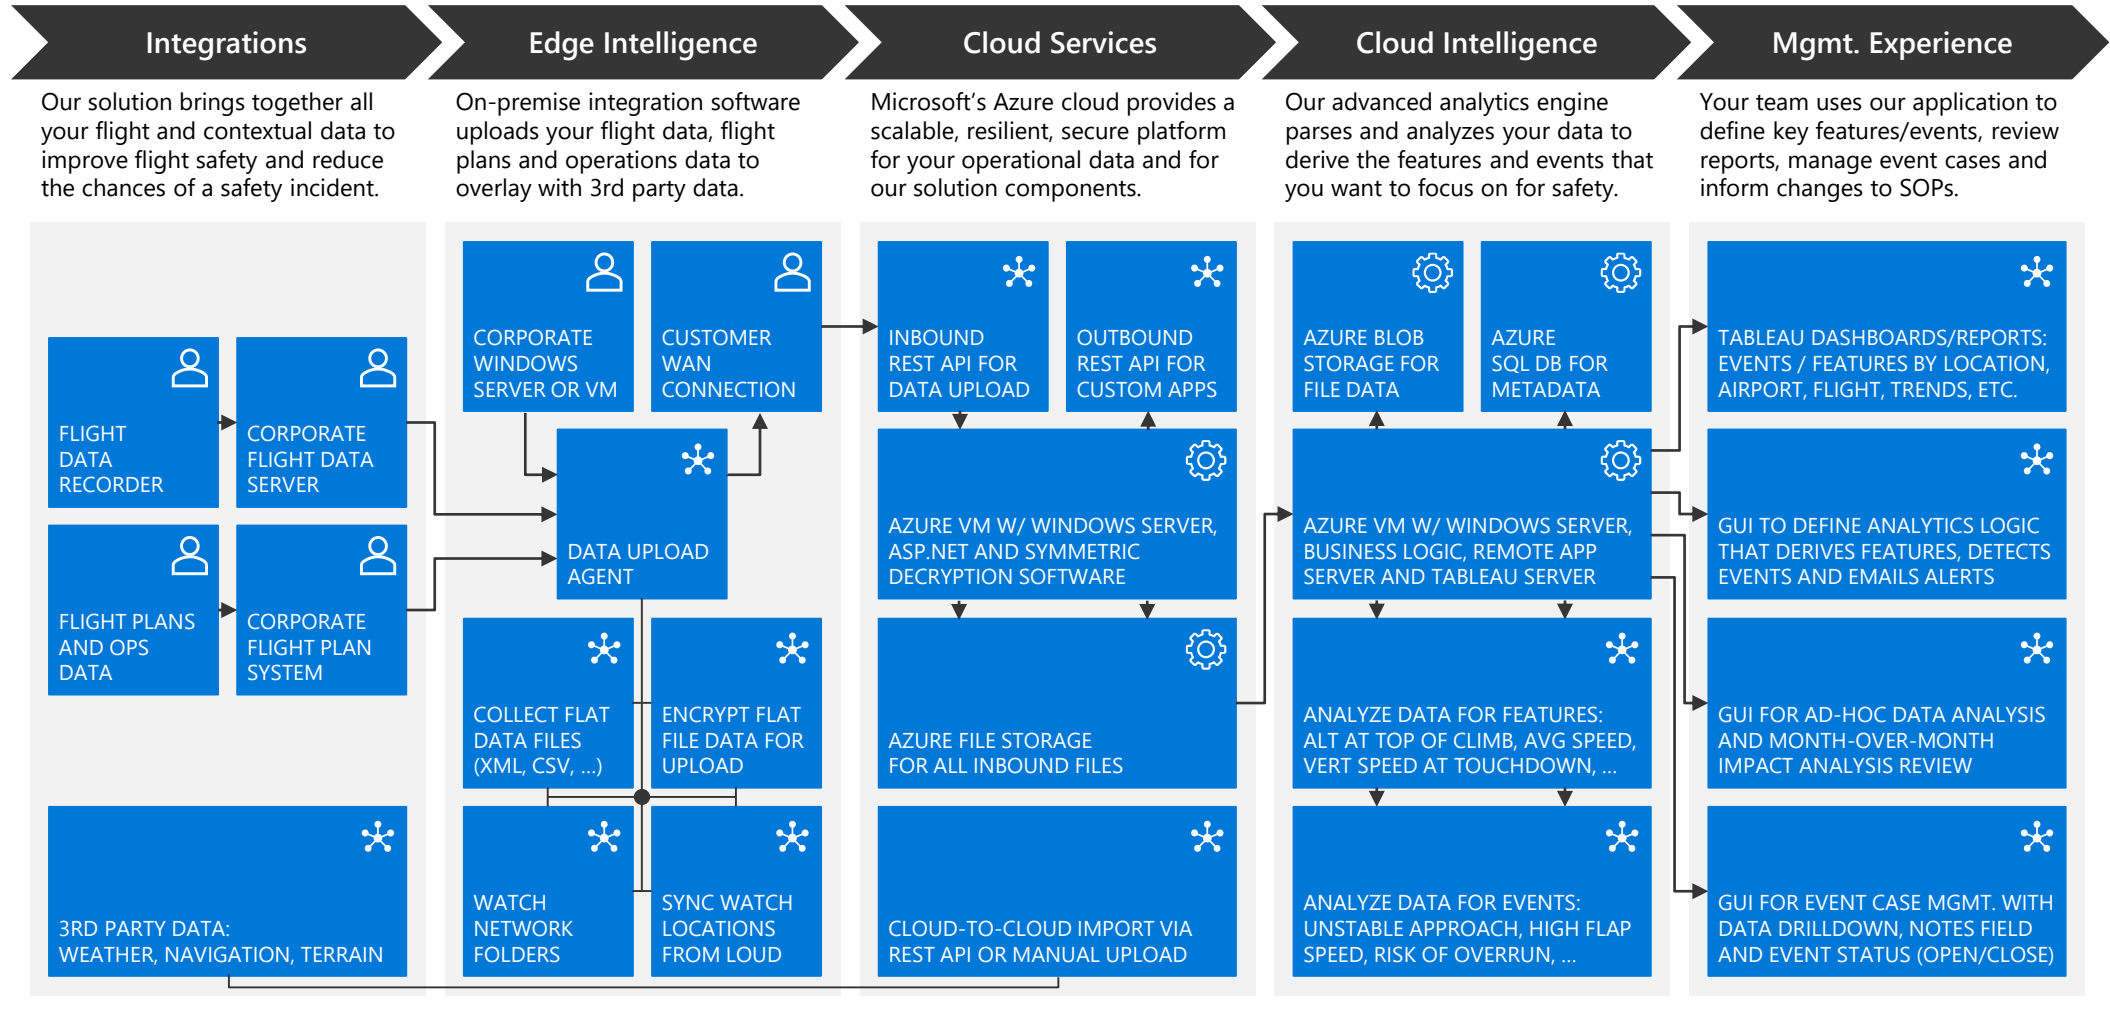 Integrations
Edge Intelligence
Cloud Services
Cloud Intelligence
Mgmt. Experience
Our solution brings together all
your flight and contextual data to
improve flight safety and reduce
the chances of a safety incident.
On-premise integration software
uploads your flight data, flight
plans and operations data to
overlay with 3rd party data.
Microsoft's Azure cloud provides a
scalable, resilient, secure platform
for your operational data and for
our solution components.
Our advanced analytics engine
parses and analyzes your data to
derive the features and events that
you want to focus on for safety.
Your team uses our application to
define key features/events, review
reports, manage event cases and
inform changes to SOPs.
FLIGHT
DATA
RECORDER
CORPORATE
FLIGHT DATA
SERVER
FLIGHT PLANS
AND OPS
DATA
CORPORATE
FLIGHT PLAN
SYSTEM
3RD PARTY DATA:
WEATHER, NAVIGATION, TERRAIN
CORPORATE
WINDOWS
SERVER OR VM
CUSTOMER
WAN
CONNECTION
DATA UPLOAD
AGENT
COLLECT FLAT
DATA FILES
(XML, CSV, ...)
ENCRYPT FLAT
FILE DATA FOR
UPLOAD
WATCH
NETWORK
FOLDERS
SYNC WATCH
LOCATIONS
FROM LOUD
INBOUND
REST API FOR
DATA UPLOAD
OUTBOUND
REST API FOR
CUSTOM APPS
AZURE VM W/ WINDOWS SERVER,
ASP.NET AND SYMMETRIC
DECRYPTION SOFTWARE
AZURE FILE STORAGE
FOR ALL INBOUND FILES
CLOUD-TO-CLOUD IMPORT VIA
REST API OR MANUAL UPLOAD
AZURE BLOB
STORAGE FOR
FILE DATA
AZURE
SQL DB FOR
METADATA
AZURE VM W/ WINDOWS SERVER,
BUSINESS LOGIC, REMOTE APP
SERVER AND TABLEAU SERVER
ANALYZE DATA FOR FEATURES:
ALT AT TOP OF CLIMB, AVG SPEED,
VERT SPEED AT TOUCHDOWN, ...
ANALYZE DATA FOR EVENTS:
UNSTABLE APPROACH, HIGH FLAP
SPEED, RISK OF OVERRUN, ...
TABLEAU DASHBOARDS/REPORTS:
EVENTS / FEATURES BY LOCATION,
AIRPORT, FLIGHT, TRENDS, ETC.
GUI TO DEFINE ANALYTICS LOGIC
THAT DERIVES FEATURES, DETECTS
EVENTS AND EMAILS ALERTS
GUI FOR AD-HOC DATA ANALYSIS
AND MONTH-OVER-MONTH
IMPACT ANALYSIS REVIEW
GUI FOR EVENT CASE MGMT. WITH
DATA DRILLDOWN, NOTES FIELD
AND EVENT STATUS (OPEN/CLOSE)